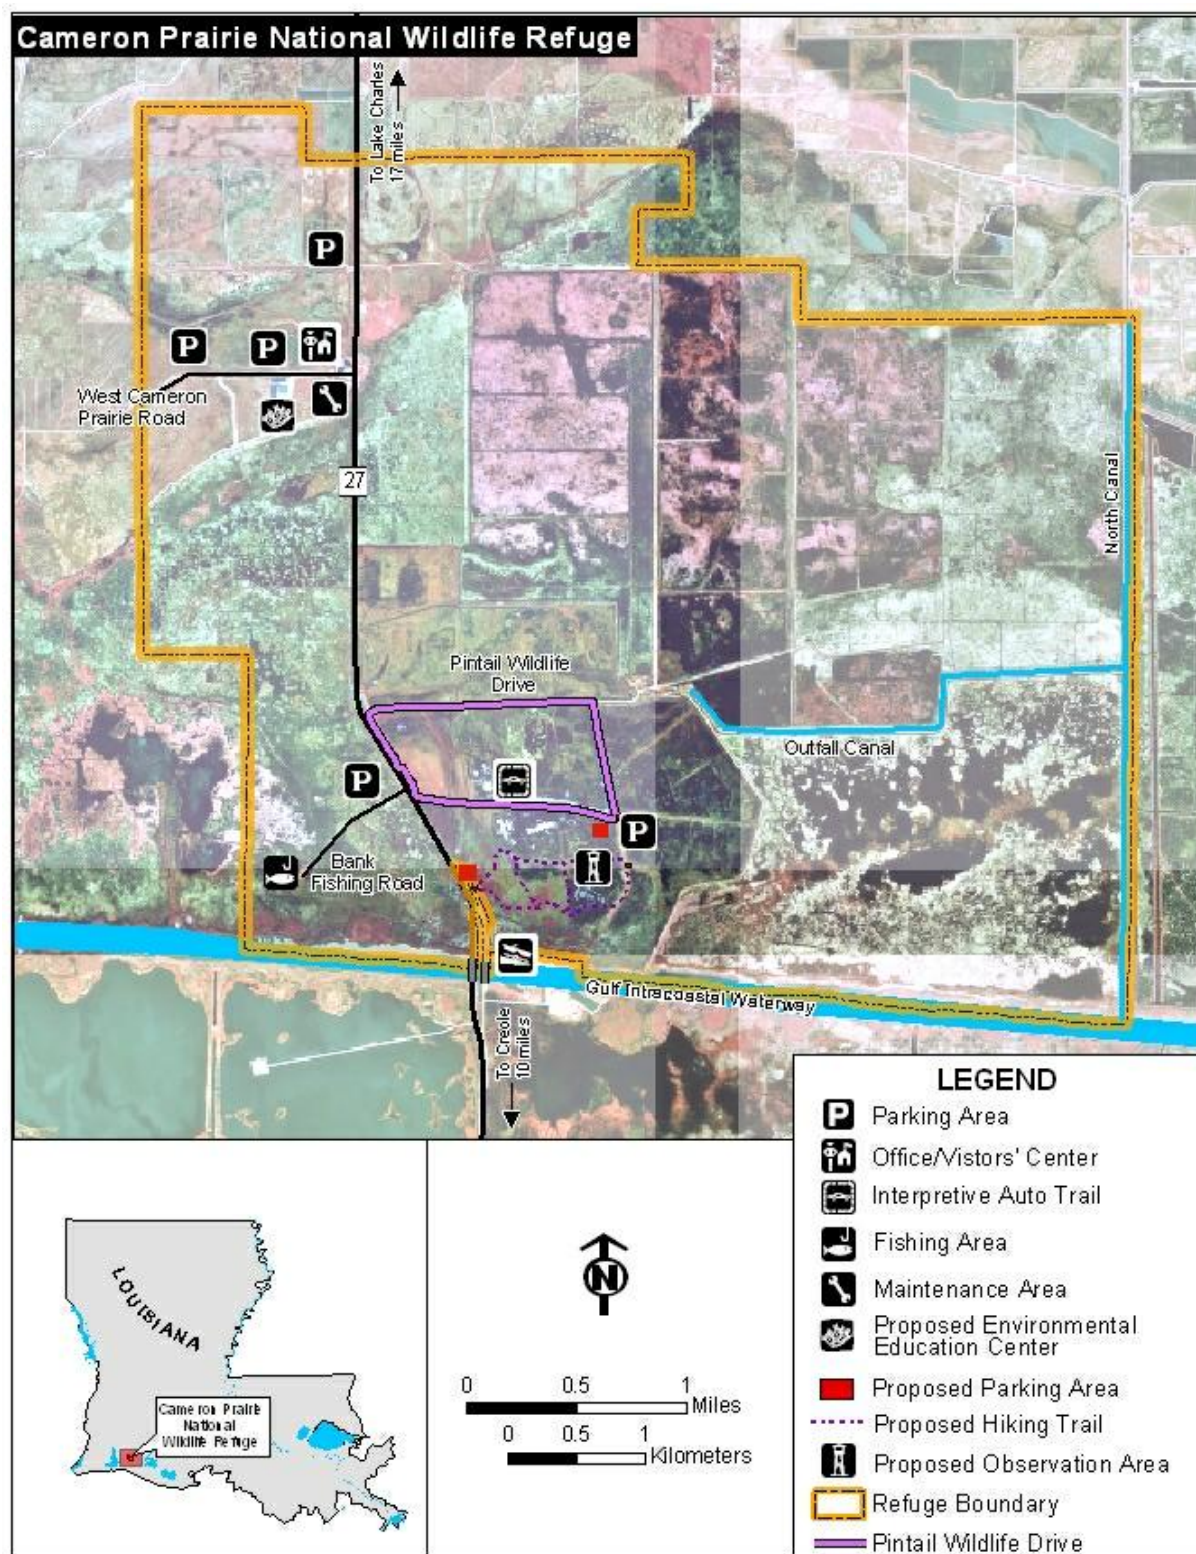 Cameron Prairie National Wildlife Refuge
To Lake Charles
17 miles
P
P
P
West Cameron
Prairie Road
27
North Canal
Pintail Wildlife
Drive
Outfall Canal
P
P
Bank
Fishing Road
Gulf Intracoastal Waterway
To Creole
10 miles
LEGEND
P Parking Area
Office/Vistors' Center
Interpretive Auto Trail
Fishing Area
Maintenance Area
Proposed Environmental
Education Center
Proposed Parking Area
Proposed Hiking Trail
Proposed Observation Area
Refuge Boundary
Pintail Wildlife Drive
LOUISIANA
Cameron Prairie
National
Wildlife Refuge
N
0 0.5 1
Miles
0 0.5 1
Kilometers